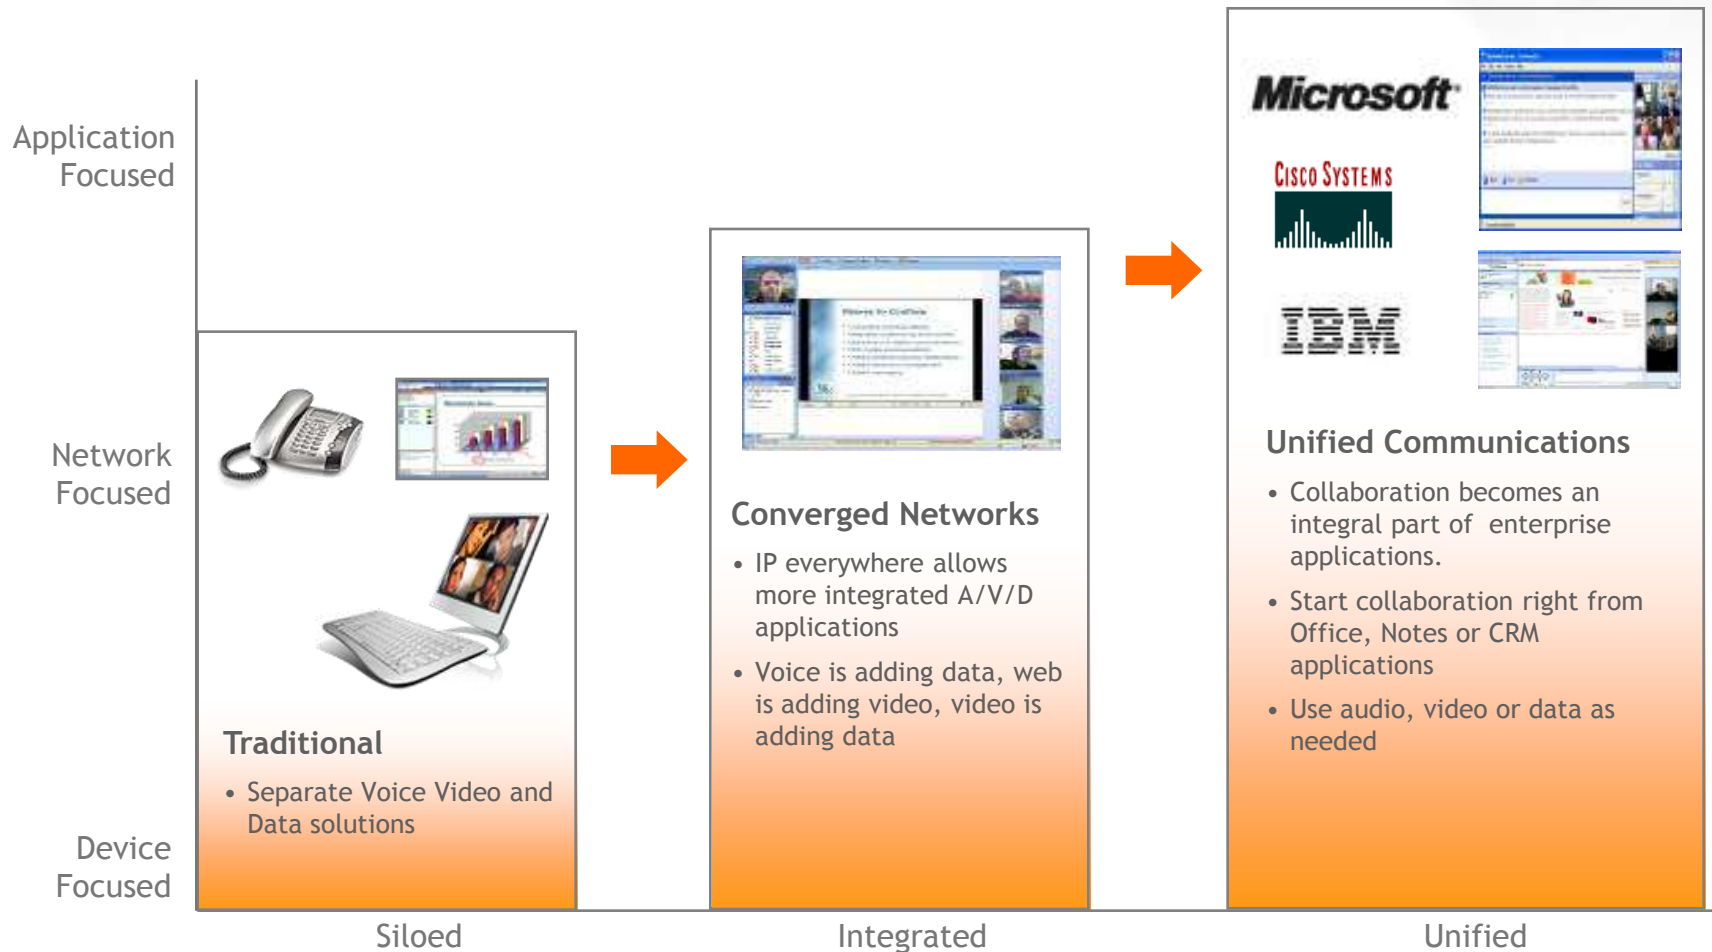 Application
Focused
Network
Focused
Device
Focused
Traditional
• Separate Voice Video and
Data solutions
Siloed
Converged Networks
• IP everywhere allows
more integrated A/V/D
applications
• Voice is adding data, web
is adding video, video is
adding data
Integrated
Microsoft
CISCO SYSTEMS
IBM
Unified Communications
• Collaboration becomes an
integral part of enterprise
applications.
• Start collaboration right from
Office, Notes or CRM
applications
• Use audio, video or data as
needed
Unified